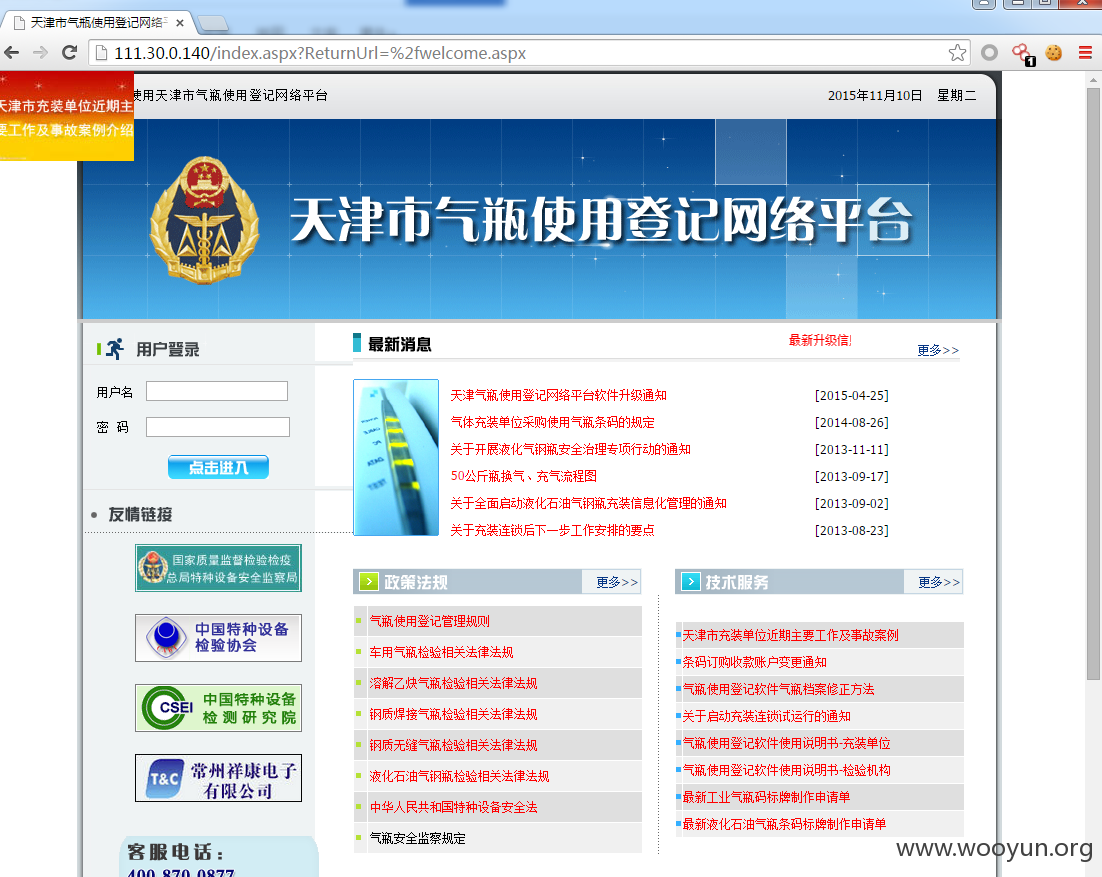 天津市气瓶使用登记网络
111.30.0.140/index.aspx?ReturnUrl=%2fwelcome.aspx
1
天津市充装单位近期主
要工作及事故案例介绍
使用天津市气瓶使用登记网络平台
2015年11月10日 星期二
天津市气瓶使用登记网络平台
用户登录
用户名
密 码
点击进入
友情链接
国家质量监督检验检疫
总局特种设备安全监察局
中国特种设备
检验协会
CSEI
中国特种设备
检测研究院
T&C
常州祥康电子
有限公司
客服电话：
400-870-0877
最新消息
最新升级信
更多>>
天津气瓶使用登记网络平台软件升级通知 [2015-04-25]
气体充装单位采购使用气瓶条码的规定 [2014-08-26]
关于开展液化气钢瓶安全治理专项行动的通知 [2013-11-11]
50公斤瓶换气、充气流程图 [2013-09-17]
关于全面启动液化石油气钢瓶充装信息化管理的通知 [2013-09-02]
关于充装连锁后下一步工作安排的要点 [2013-08-23]
政策法规 更多>>
气瓶使用登记管理规则
车用气瓶检验相关法律法规
溶解乙炔气瓶检验相关法律法规
钢质焊接气瓶检验相关法律法规
钢质无缝气瓶检验相关法律法规
液化石油气钢瓶检验相关法律法规
中华人民共和国特种设备安全法
气瓶安全监察规定
技术服务 更多>>
天津市充装单位近期主要工作及事故案例
条码订购收款账户变更通知
气瓶使用登记软件气瓶档案修正方法
关于启动充装连锁试运行的通知
气瓶使用登记软件使用说明书-充装单位
气瓶使用登记软件使用说明书-检验机构
最新工业气瓶码标牌制作申请单
最新液化石油气瓶条码标牌制作申请单
www.wooyun.org